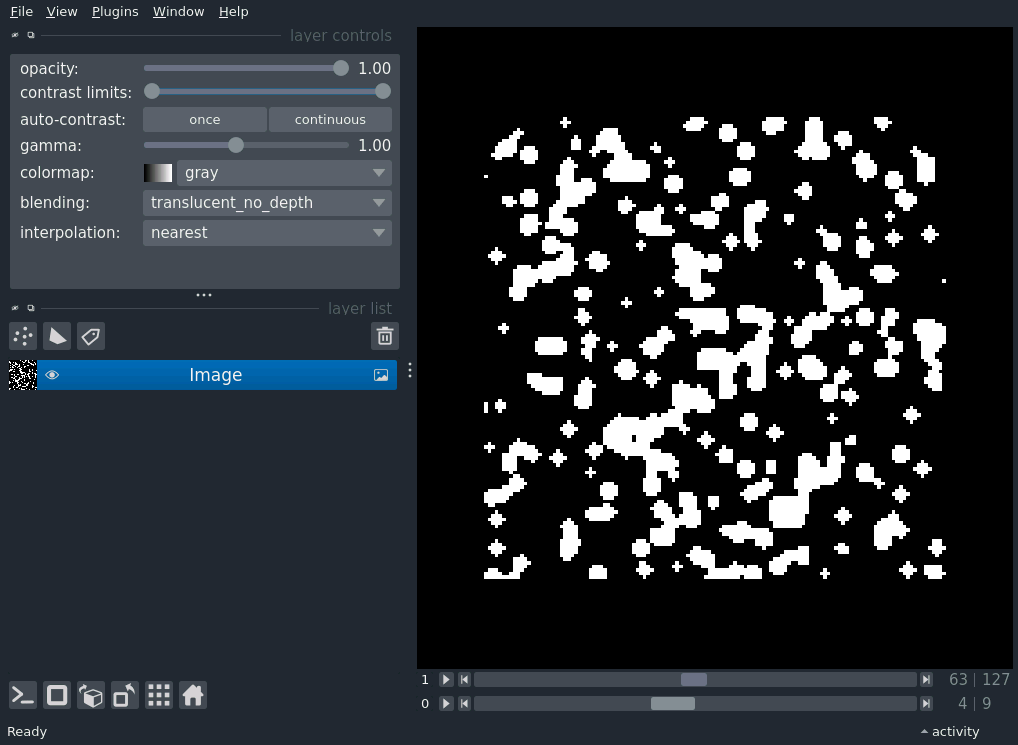 File View Plugins Window Help
layer controls
opacity: 1.00
contrast limits:
auto-contrast: once continuous
gamma: 1.00
colormap: gray
blending: translucent_no_depth
interpolation: nearest
layer list
Image
1 63 | 127
0 4 | 9
Ready activity